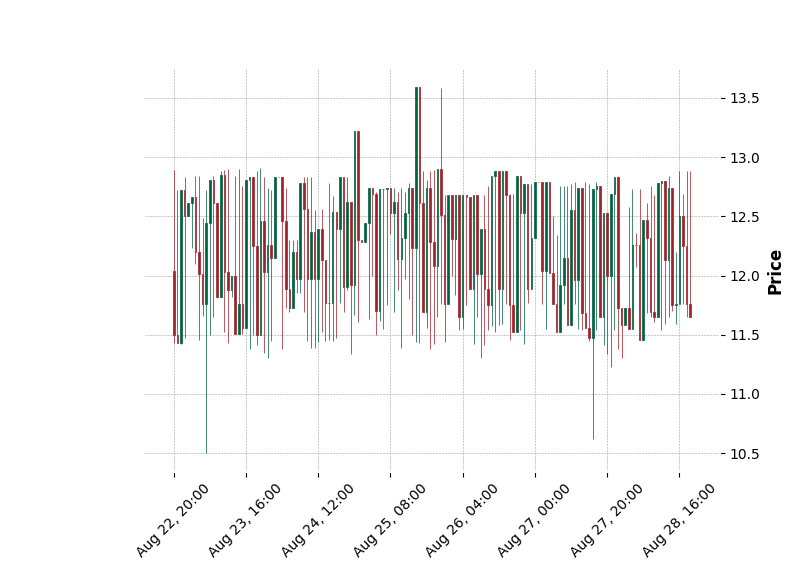 13.5
13.0
12.5
12.0
11.5
11.0
10.5
Price
Aug 22, 20:00
Aug 23, 16:00
Aug 24, 12:00
Aug 25, 08:00
Aug 26, 04:00
Aug 27, 00:00
Aug 27, 20:00
Aug 28, 16:00